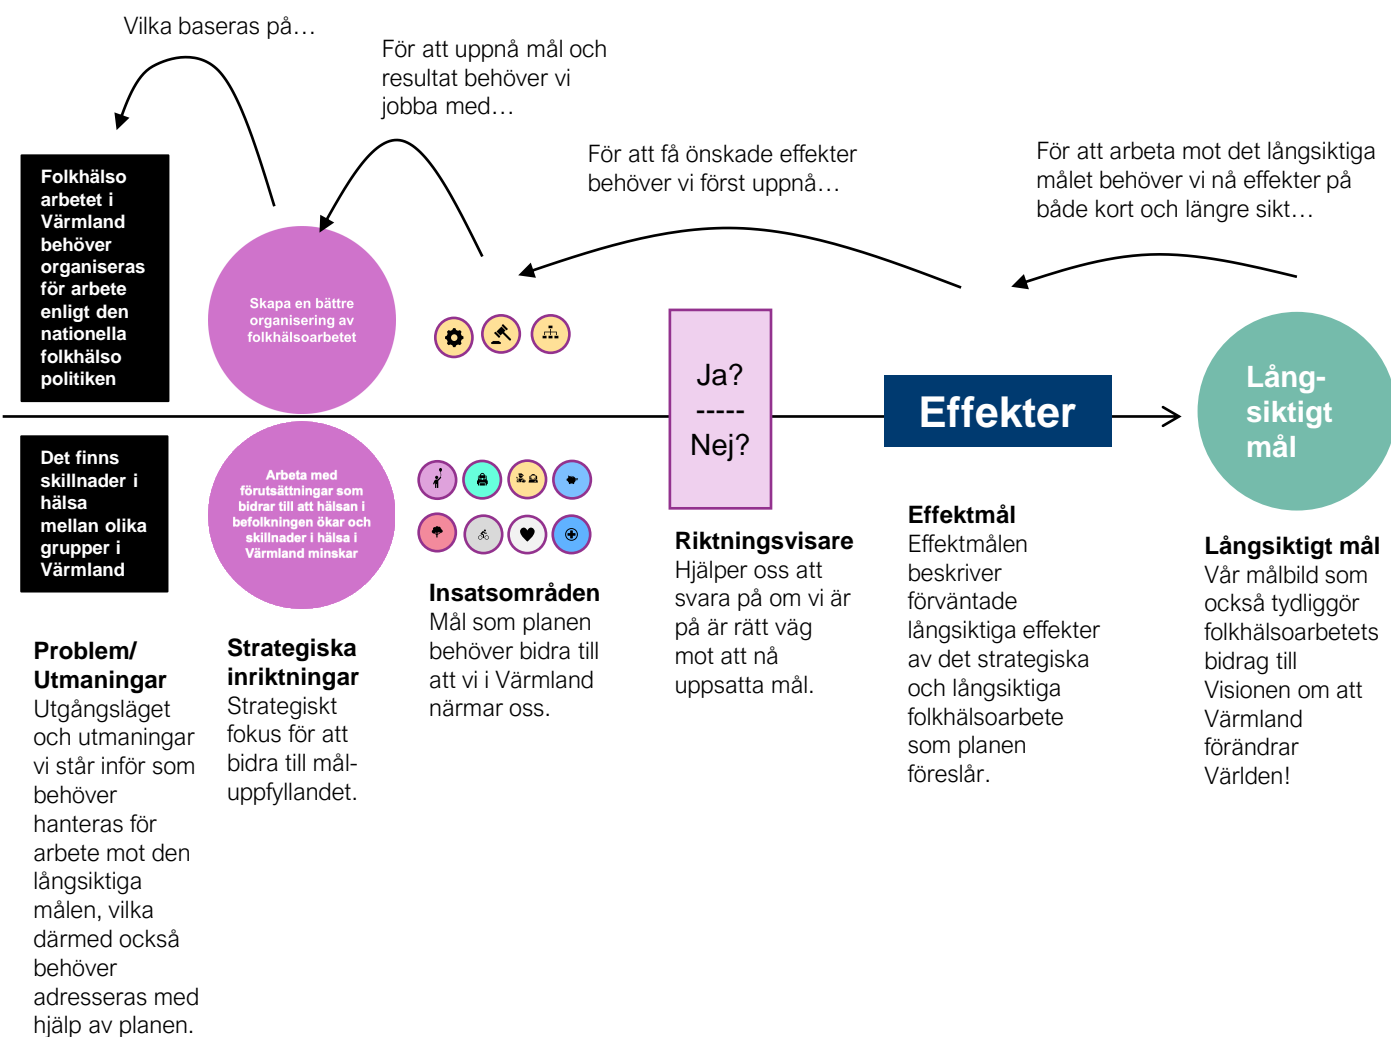 Vilka baseras på…
För att uppnå mål och
resultat behöver vi
jobba med…
För att få önskade effekter
behöver vi först uppnå…
För att arbeta mot det långsiktiga
målet behöver vi nå effekter på
både kort och längre sikt…
Folkhälso
arbetet i
Värmland
behöver
organiseras
för arbete
enligt den
nationella
folkhälso
politiken
Skapa en bättre
organisering av
folkhälsoarbetet
Ja?
-----
Nej?
Effekter
Lång-
siktigt
mål
Det finns
skillnader i
hälsa
mellan olika
grupper i
Värmland
Arbeta med
förutsättningar som
bidrar till att hälsan i
befolkningen ökar och
skillnader i hälsa i
Värmland minskar
Problem/
Utmaningar
Utgångsläget
och utmaningar
vi står inför som
behöver
hanteras för
arbete mot den
långsiktiga
målen, vilka
därmed också
behöver
adresseras med
hjälp av planen.
Strategiska
inriktningar
Strategiskt
fokus för att
bidra till mål-
uppfyllandet.
Insatsområden
Mål som planen
behöver bidra till
att vi i Värmland
närmar oss.
Riktningsvisare
Hjälper oss att
svara på om vi är
på är rätt väg
mot att nå
uppsatta mål.
Effektmål
Effektmålen
beskriver
förväntade
långsiktiga effekter
av det strategiska
och långsiktiga
folkhälsoarbete
som planen
föreslår.
Långsiktigt mål
Vår målbild som
också tydliggör
folkhälsoarbetets
bidrag till
Visionen om att
Värmland
förändrar
Världen!